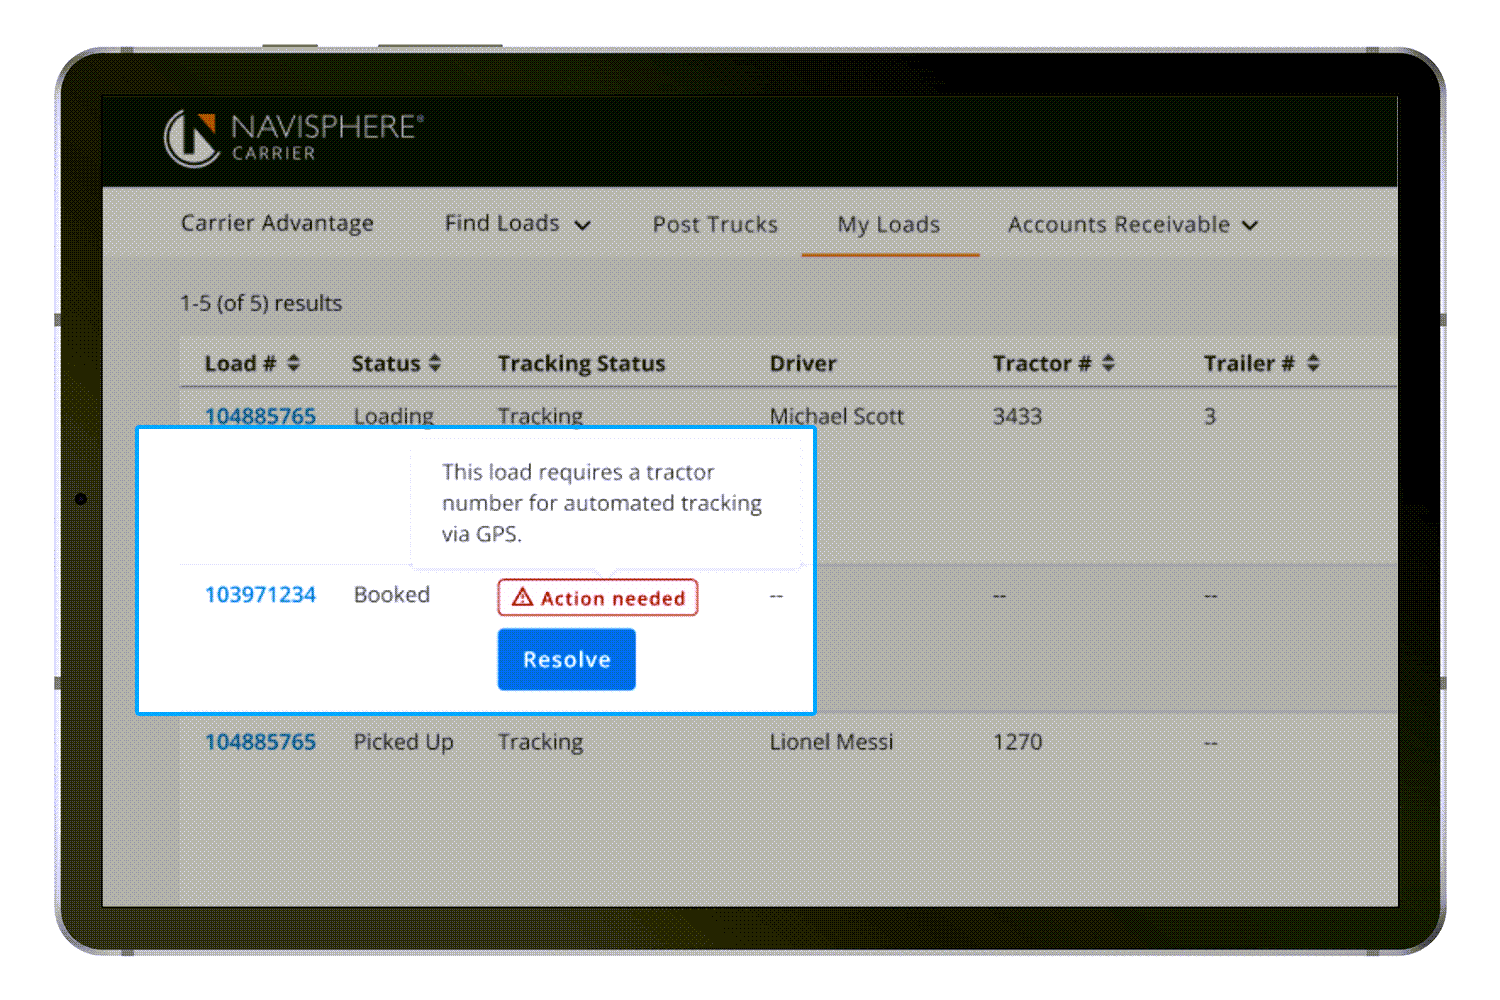 NAVISPHERE®
CARRIER
Carrier Advantage Find Loads Post Trucks My Loads Accounts Receivable
1-5 (of 5) results
Load # Status Tracking Status Driver Tractor # Trailer #
104885765 Loading Tracking Michael Scott 3433 3
This load requires a tractor
number for automated tracking
via GPS.
103971234 Booked Action needed -- -- --
Resolve
104885765 Picked Up Tracking Lionel Messi 1270 --